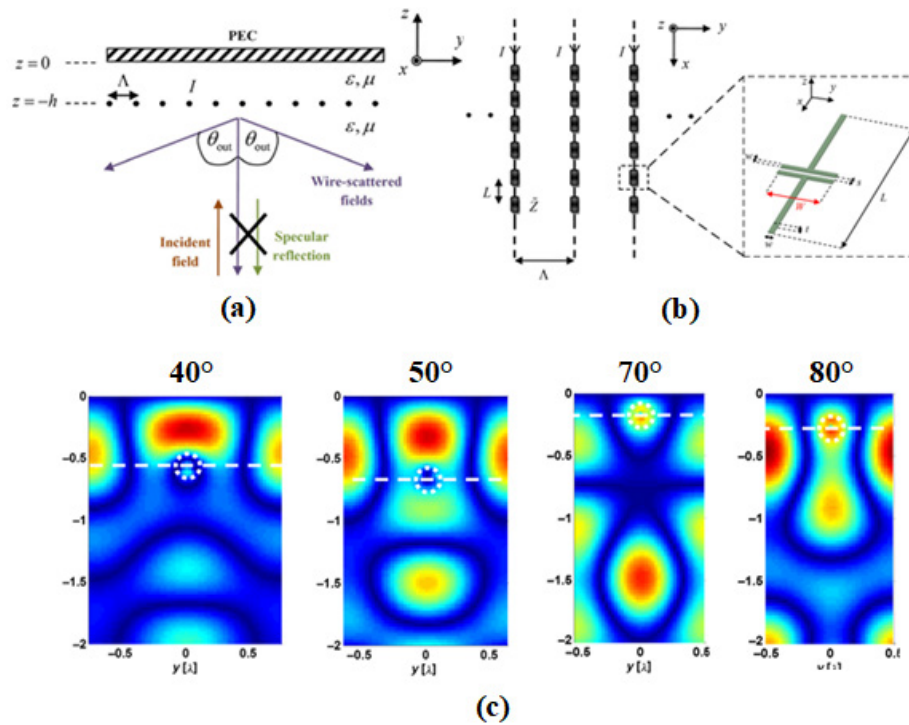 PEC
z=0
ε, μ
Λ
I
z=−h
ε, μ
θout θout
Wire-scattered
fields
Incident
field
Specular
reflection
z
y
x
(a)
I I I
z
y
x
L
Z̃
Λ
z
y
x
w
s
W
L
t
w
(b)
40° 50° 70° 80°
0 0 0 0
−0.5 −0.5 −0.5 −0.5
−1 −1 −1 −1
−1.5 −1.5 −1.5 −1.5
−2 −2 −2 −2
−0.5 0 0.5 −0.5 0 0.5 −0.5 0 0.5 −0.5 0 0.5
y [λ] y [λ] y [λ]
(c)